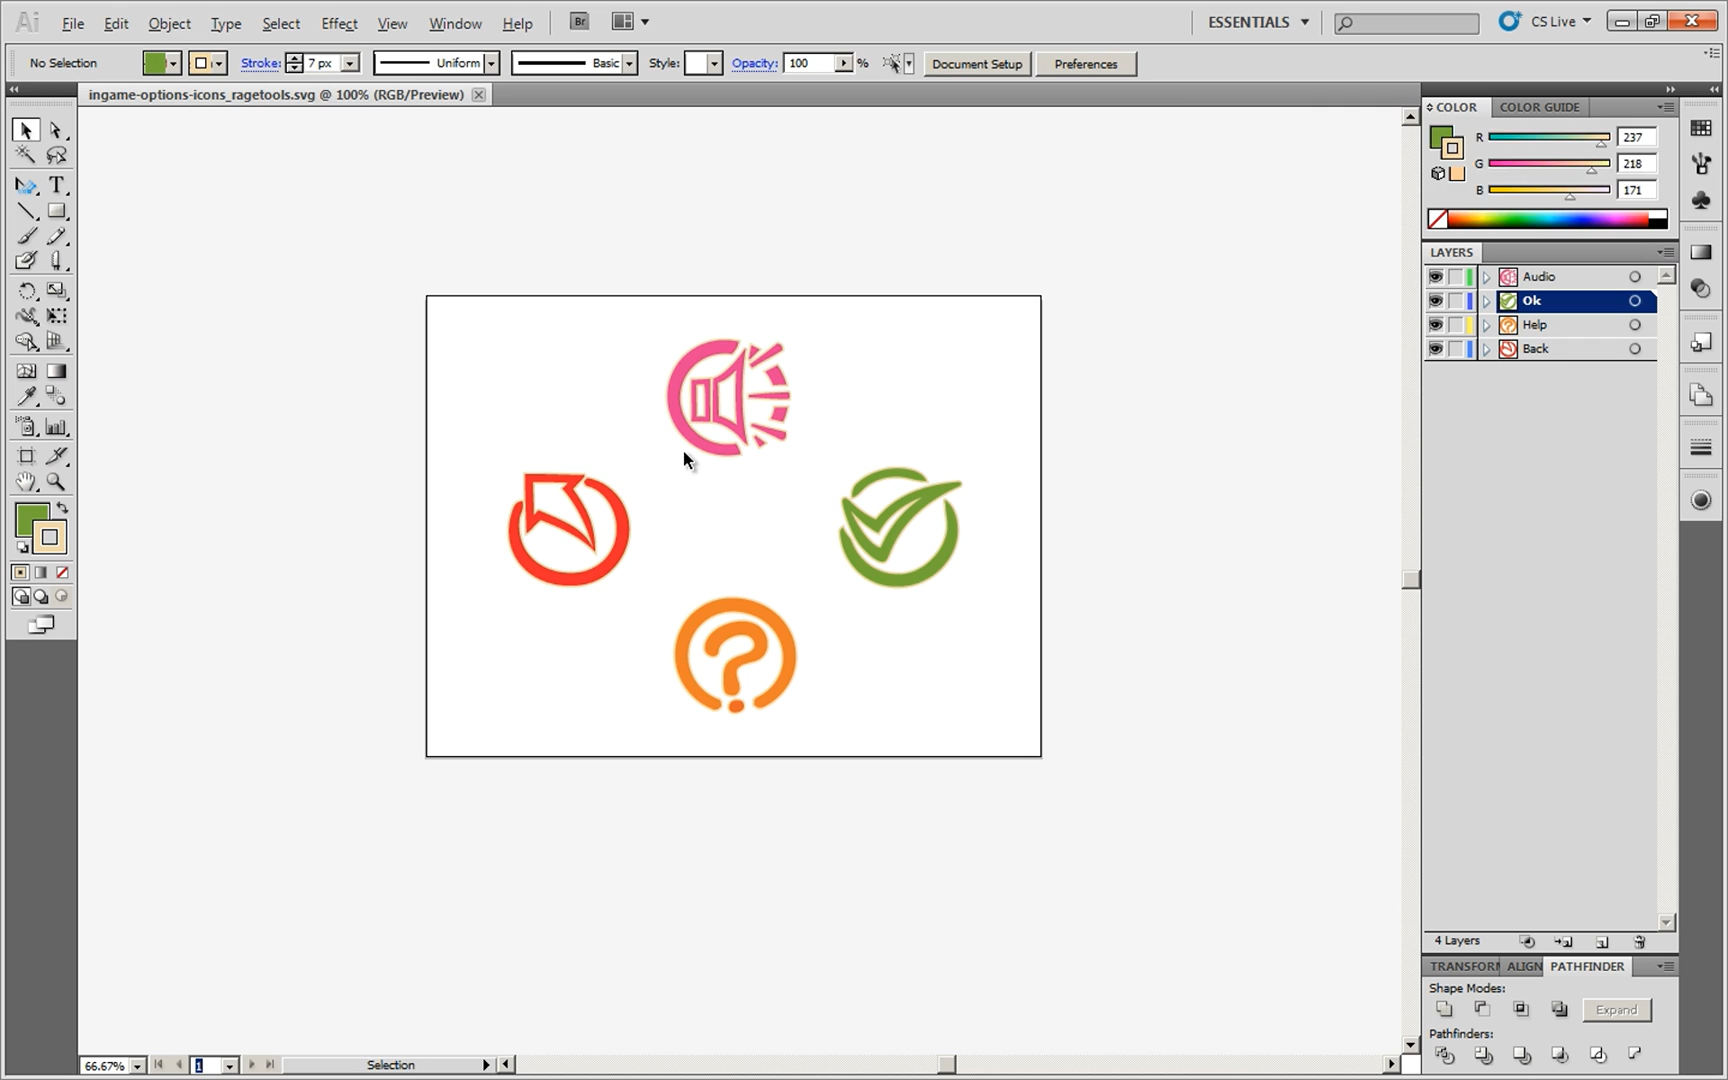 Ai File Edit Object Type Select Effect View Window Help Br ESSENTIALS CS Live
No Selection Stroke: 7 px Uniform Basic Style: Opacity: 100 % Document Setup Preferences
ingame-options-icons_ragetools.svg @ 100% (RGB/Preview)
COLOR COLOR GUIDE
R 237
G 218
B 171
LAYERS
Audio
Ok
Help
Back
4 Layers
TRANSFORM ALIGN PATHFINDER
Shape Modes:
Expand
Pathfinders:
66.67% 1 Selection